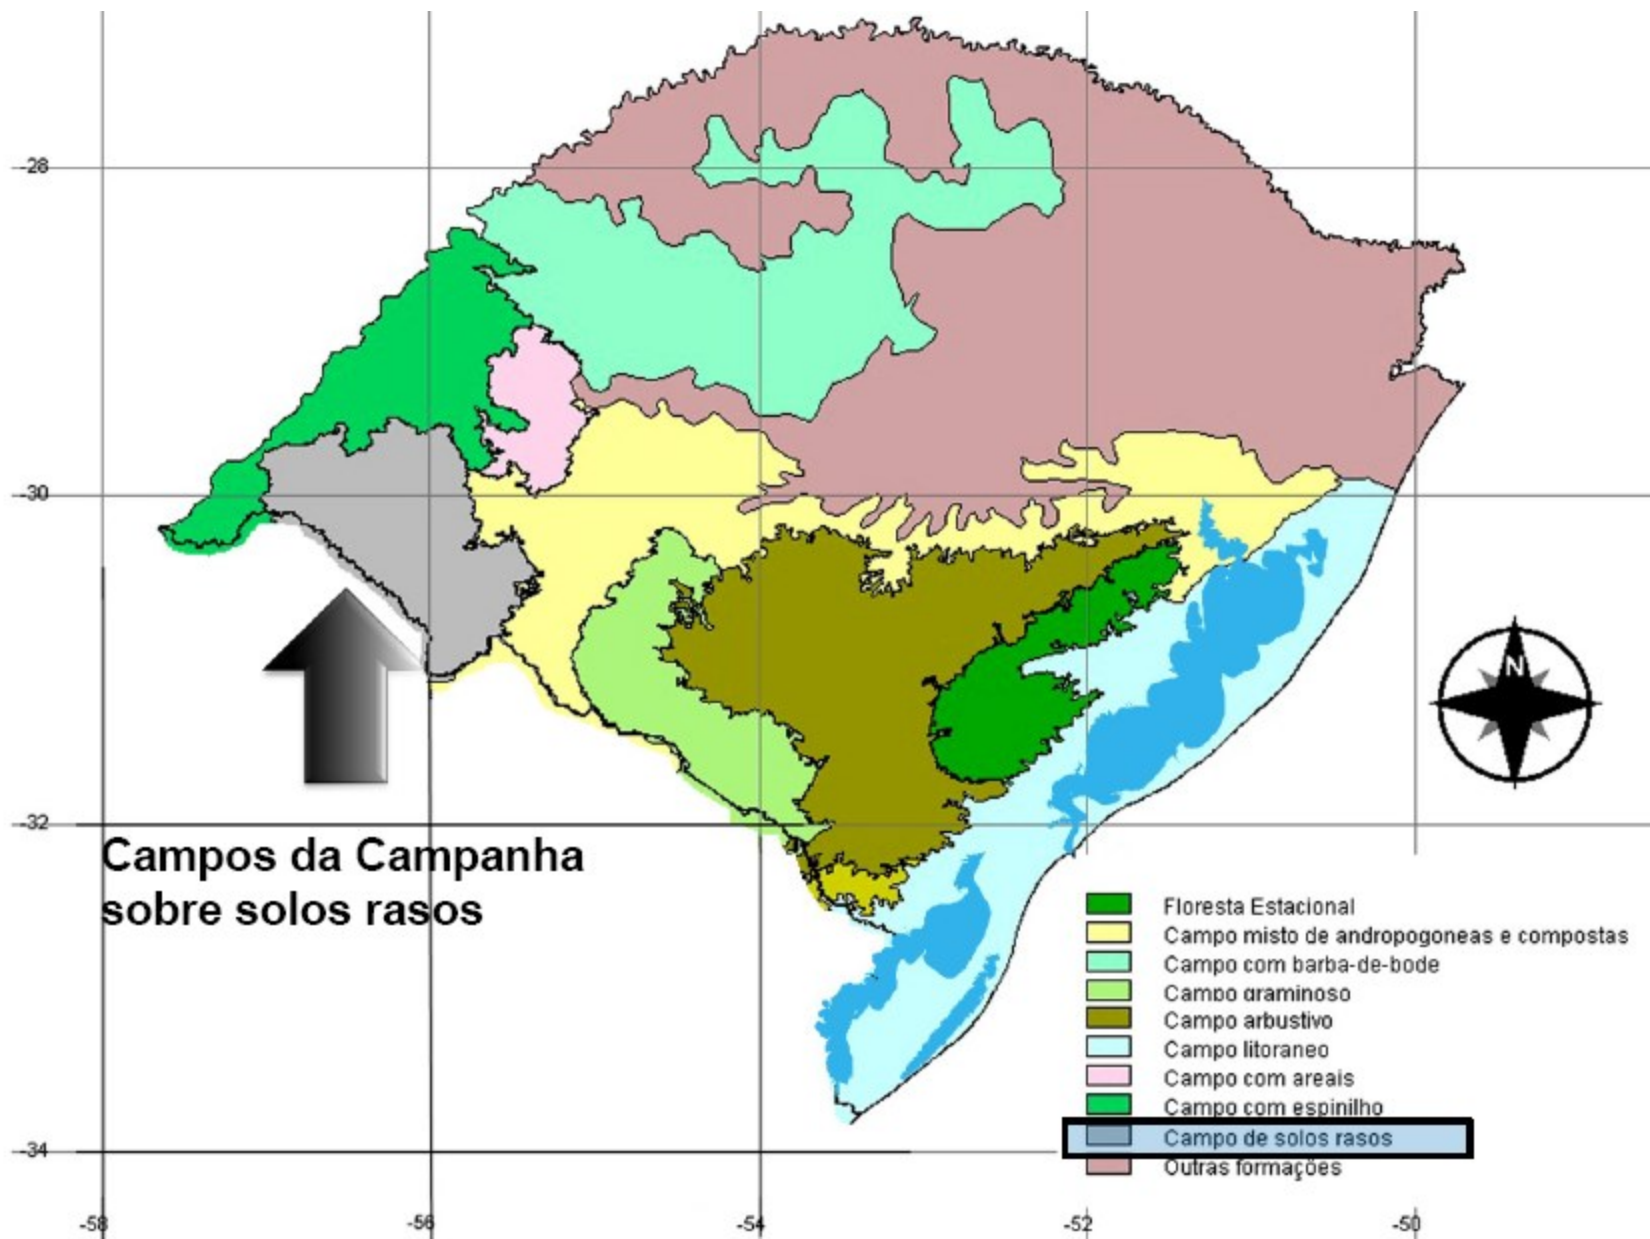 -28
-30
-32
-34
N
Campos da Campanha
sobre solos rasos
Floresta Estacional
Campo misto de andropogoneas e compostas
Campo com barba-de-bode
Campo graminoso
Campo arbustivo
Campo litoraneo
Campo com areais
Campo com espinilho
Campo de solos rasos
Outras formações
-58 -56 -54 -52 -50